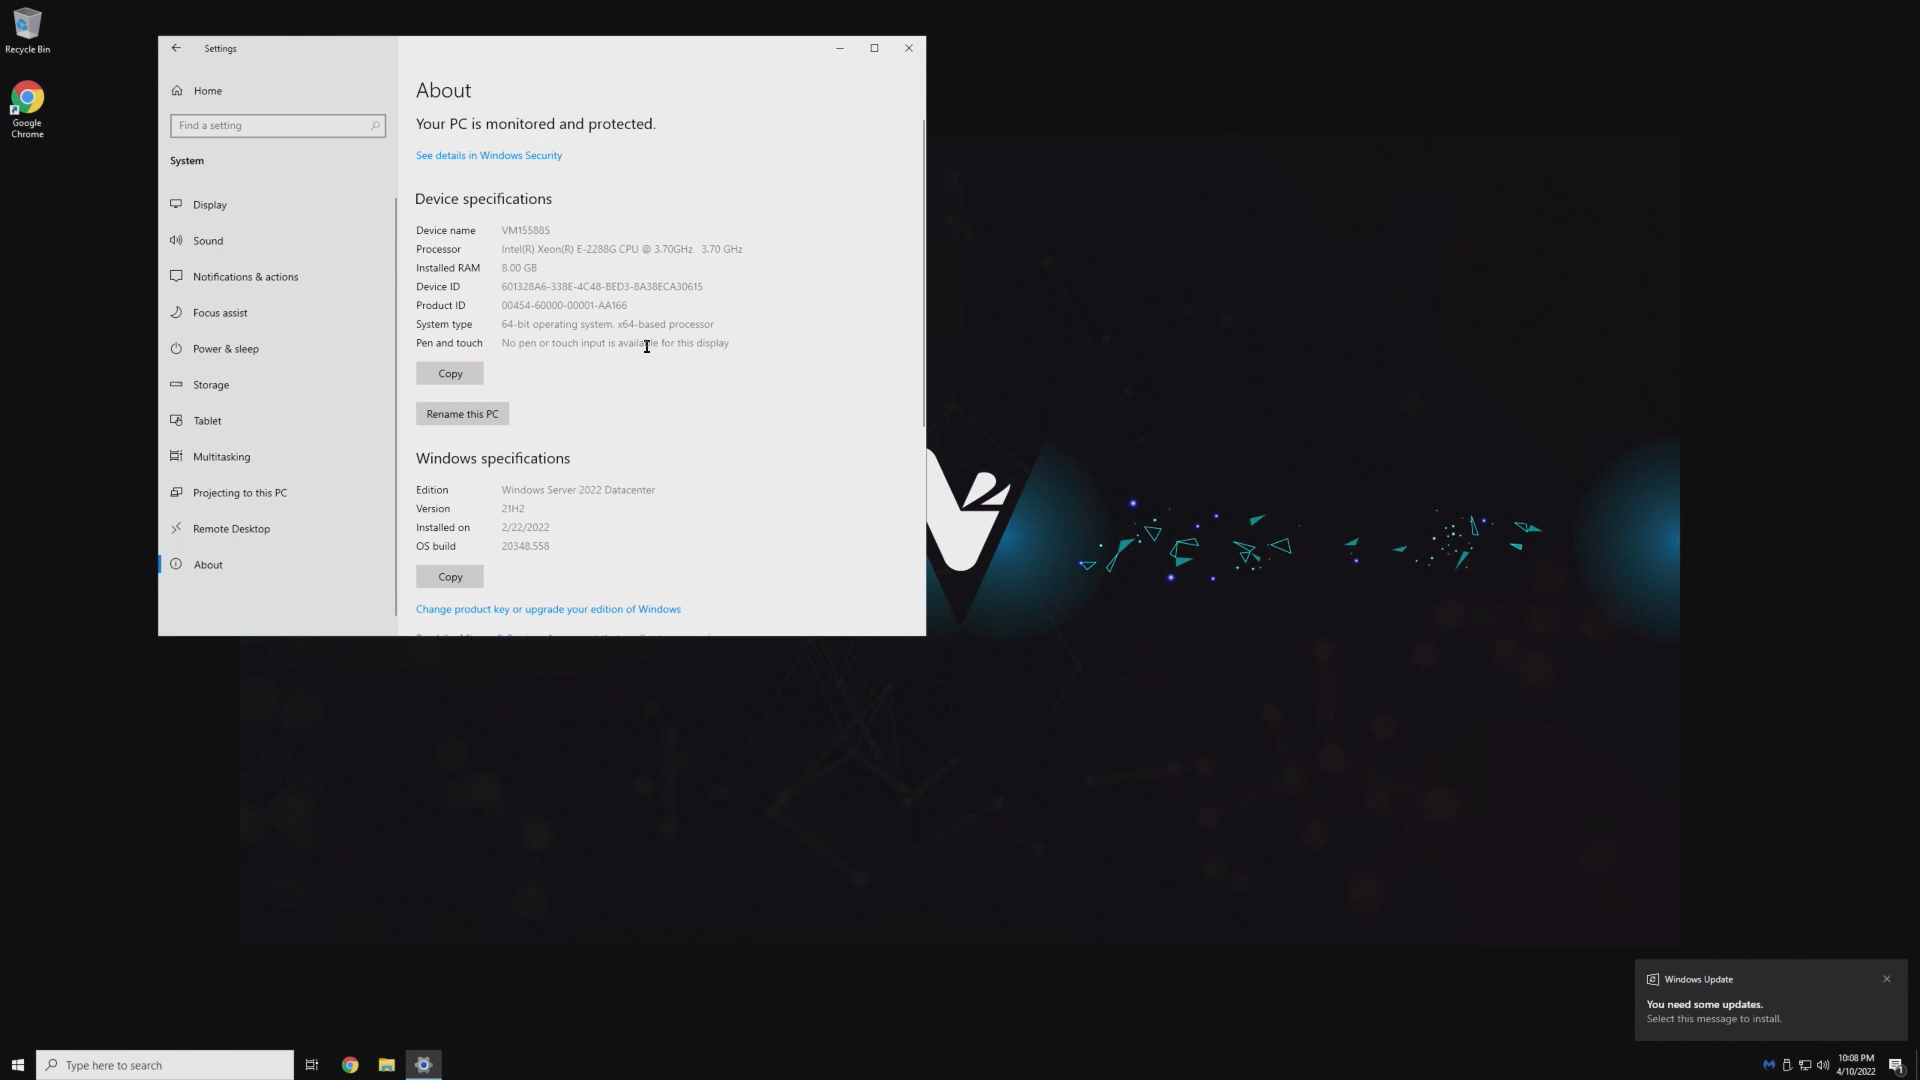 Recycle Bin
Google
Chrome
Settings
Home
Find a setting
System
Display
Sound
Notifications & actions
Focus assist
Power & sleep
Storage
Tablet
Multitasking
Projecting to this PC
Remote Desktop
About
About
Your PC is monitored and protected.
See details in Windows Security
Device specifications
Device name VM155885
Processor Intel(R) Xeon(R) E-2288G CPU @ 3.70GHz 3.70 GHz
Installed RAM 8.00 GB
Device ID 601328A6-338E-4C48-BED3-8A38ECA30615
Product ID 00454-60000-00001-AA166
System type 64-bit operating system, x64-based processor
Pen and touch No pen or touch input is available for this display
Copy
Rename this PC
Windows specifications
Edition Windows Server 2022 Datacenter
Version 21H2
Installed on 2/22/2022
OS build 20348.558
Copy
Change product key or upgrade your edition of Windows
Windows Update
You need some updates.
Select this message to install.
Type here to search
10:08 PM
4/10/2022